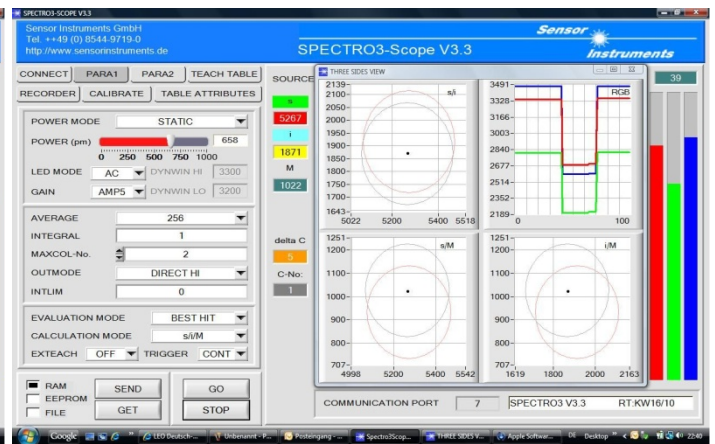 SPECTRO3-SCOPE V3.3
Sensor Instruments GmbH
Tel. ++49 (0) 8544-9719-0
http://www.sensorinstruments.de
SPECTRO3-Scope V3.3
Sensor
Instruments
CONNECT PARA1 PARA2 TEACH TABLE
RECORDER CALIBRATE TABLE ATTRIBUTES
POWER MODE STATIC
POWER (pm) 658
0 250 500 750 1000
LED MODE AC DYNWIN HI 3300
GAIN AMP5 DYNWIN LO 3200
AVERAGE 256
INTEGRAL 1
MAXCOL-No. 2
OUTMODE DIRECT HI
INTLIM 0
EVALUATION MODE BEST HIT
CALCULATION MODE s/i/M
EXTEACH OFF TRIGGER CONT
RAM
EEPROM
FILE
SEND GO
GET STOP
SOURCE
s
5267
i
1871
M
1022
delta C
5
C-No:
1
THREE SIDES VIEW
39
2139
2100
2050
2000
1950
1900
1850
1800
1750
1700
1643
5022 5200 5400 5518
s/i
3491
3328
3166
3003
2840
2677
2514
2352
2189
0 100
RGB
1251
1200
1100
1000
900
800
707
4998 5200 5400 5542
s/M
1251
1200
1100
1000
900
800
707
1619 1800 2000 2163
i/M
COMMUNICATION PORT 7 SPECTRO3 V3.3 RT:KW16/10
Google LEO Deutsch-... Unbenannt - P... Posteingang - ... Spectro3Scop... THREE SIDES V... Apple Softwar... DE Desktop 22:40